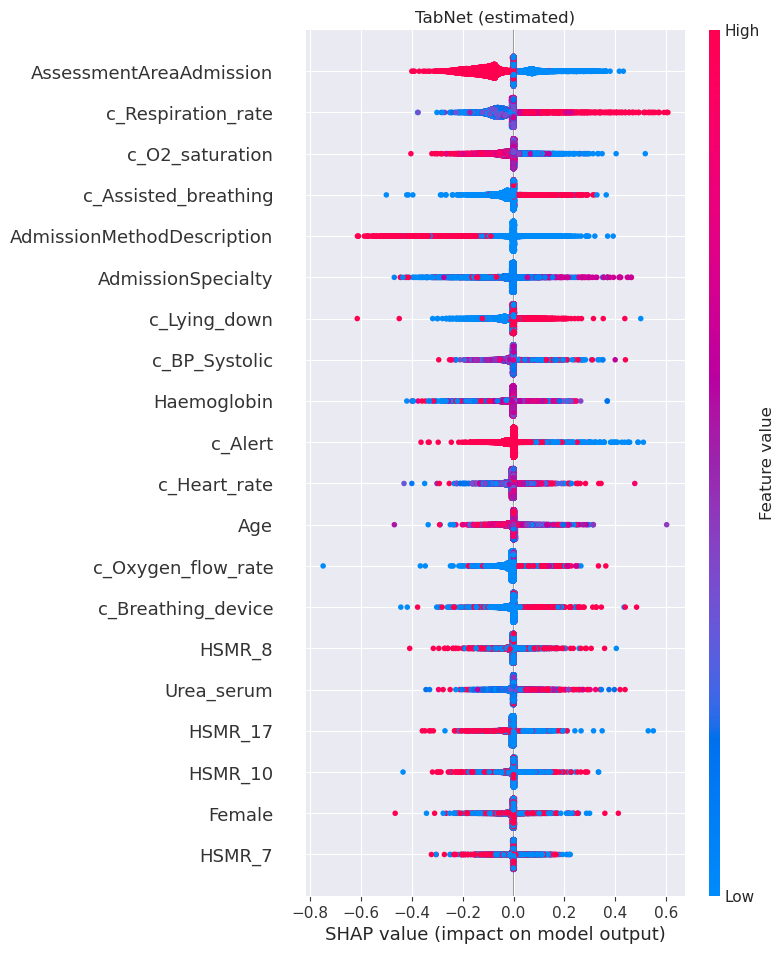 TabNet (estimated)
High
AssessmentAreaAdmission
c_Respiration_rate
c_O2_saturation
c_Assisted_breathing
AdmissionMethodDescription
AdmissionSpecialty
c_Lying_down
c_BP_Systolic
Haemoglobin
c_Alert
c_Heart_rate
Age
c_Oxygen_flow_rate
c_Breathing_device
HSMR_8
Urea_serum
HSMR_17
HSMR_10
Female
HSMR_7
Feature value
Low
−0.8 −0.6 −0.4 −0.2 0.0 0.2 0.4 0.6
SHAP value (impact on model output)